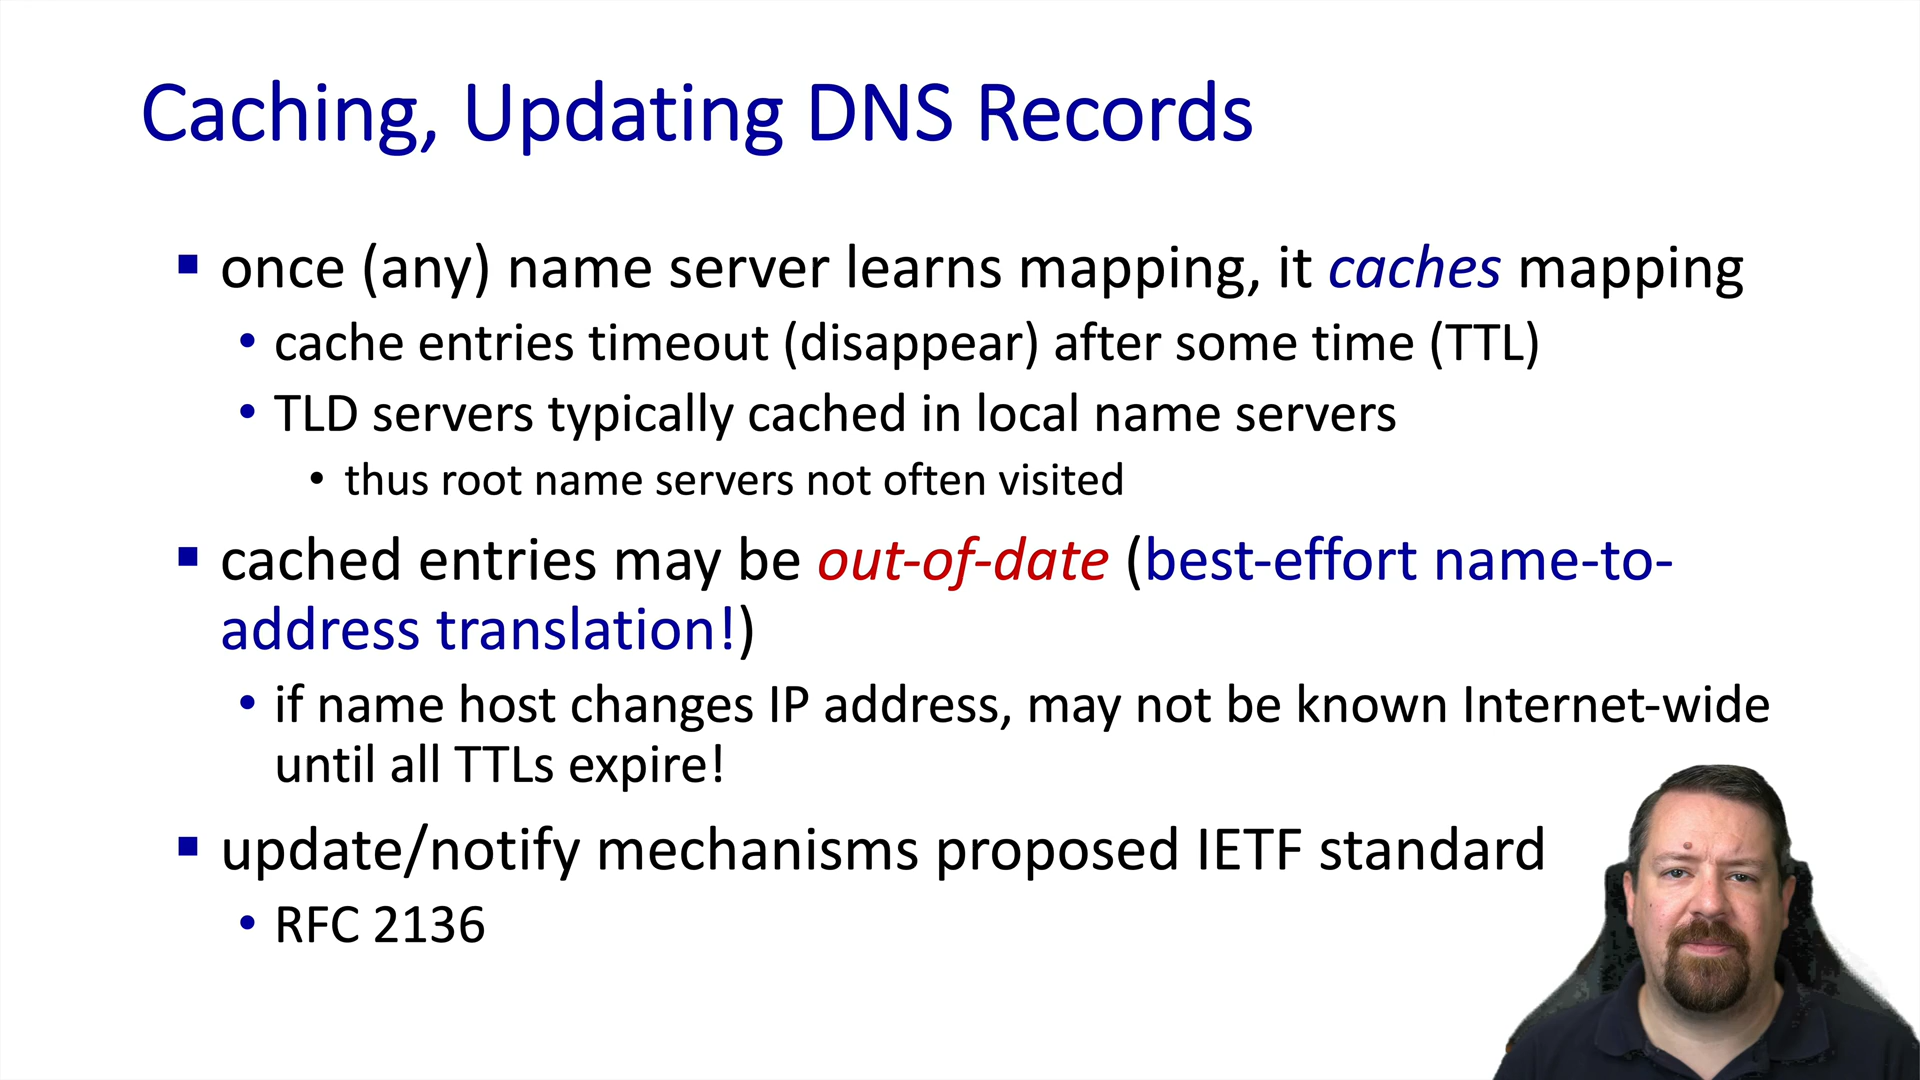 Caching, Updating DNS Records
once (any) name server learns mapping, it caches mapping
cache entries timeout (disappear) after some time (TTL)
TLD servers typically cached in local name servers
thus root name servers not often visited
cached entries may be out-of-date (best-effort name-to-
address translation!)
if name host changes IP address, may not be known Internet-wide
until all TTLs expire!
update/notify mechanisms proposed IETF standard
RFC 2136